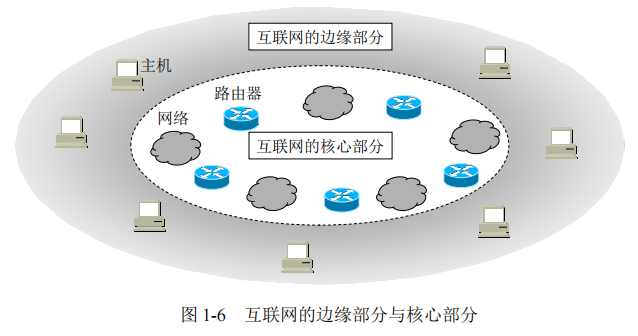 互联网的边缘部分
主机
路由器
网络
互联网的核心部分
图 1-6 互联网的边缘部分与核心部分